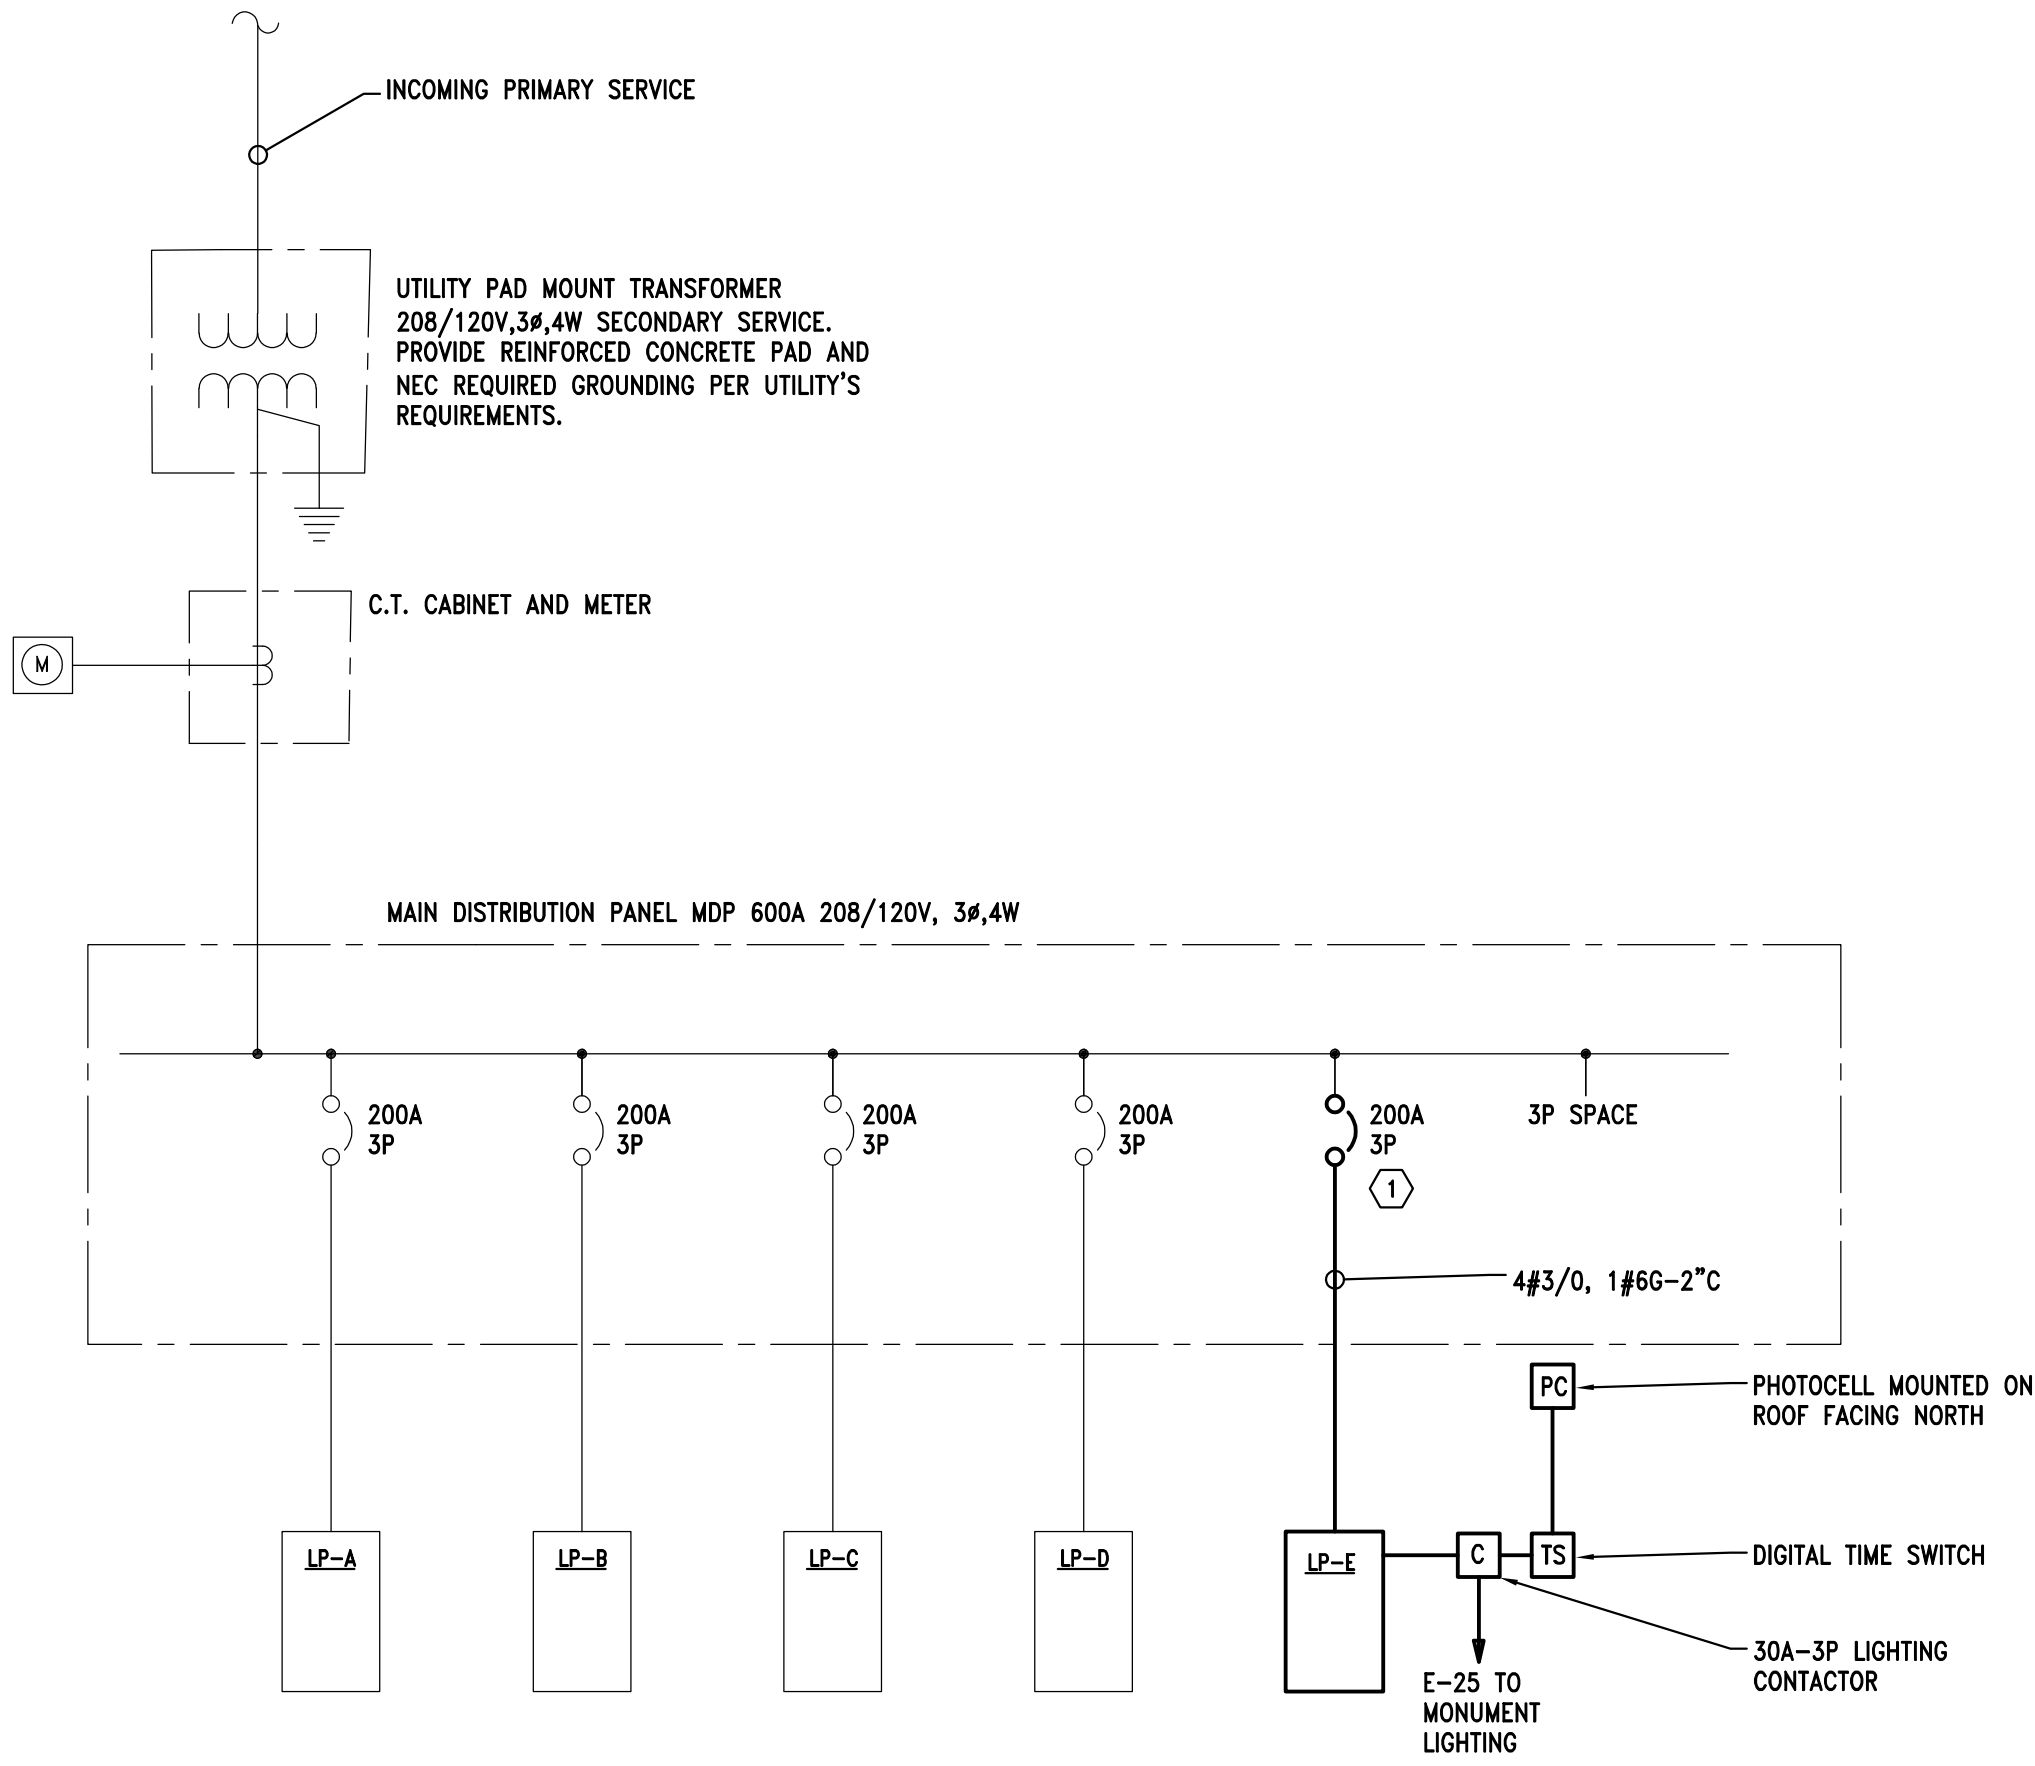 INCOMING PRIMARY SERVICE
UTILITY PAD MOUNT TRANSFORMER
208/120V,3ø,4W SECONDARY SERVICE.
PROVIDE REINFORCED CONCRETE PAD AND
NEC REQUIRED GROUNDING PER UTILITY'S
REQUIREMENTS.
C.T. CABINET AND METER
M
MAIN DISTRIBUTION PANEL MDP 600A 208/120V, 3ø,4W
200A
3P
200A
3P
200A
3P
200A
3P
200A
3P
3P SPACE
1
4#3/0, 1#6G-2"C
PC
PHOTOCELL MOUNTED ON
ROOF FACING NORTH
LP-A
LP-B
LP-C
LP-D
LP-E
C
TS
DIGITAL TIME SWITCH
30A-3P LIGHTING
CONTACTOR
E-25 TO
MONUMENT
LIGHTING